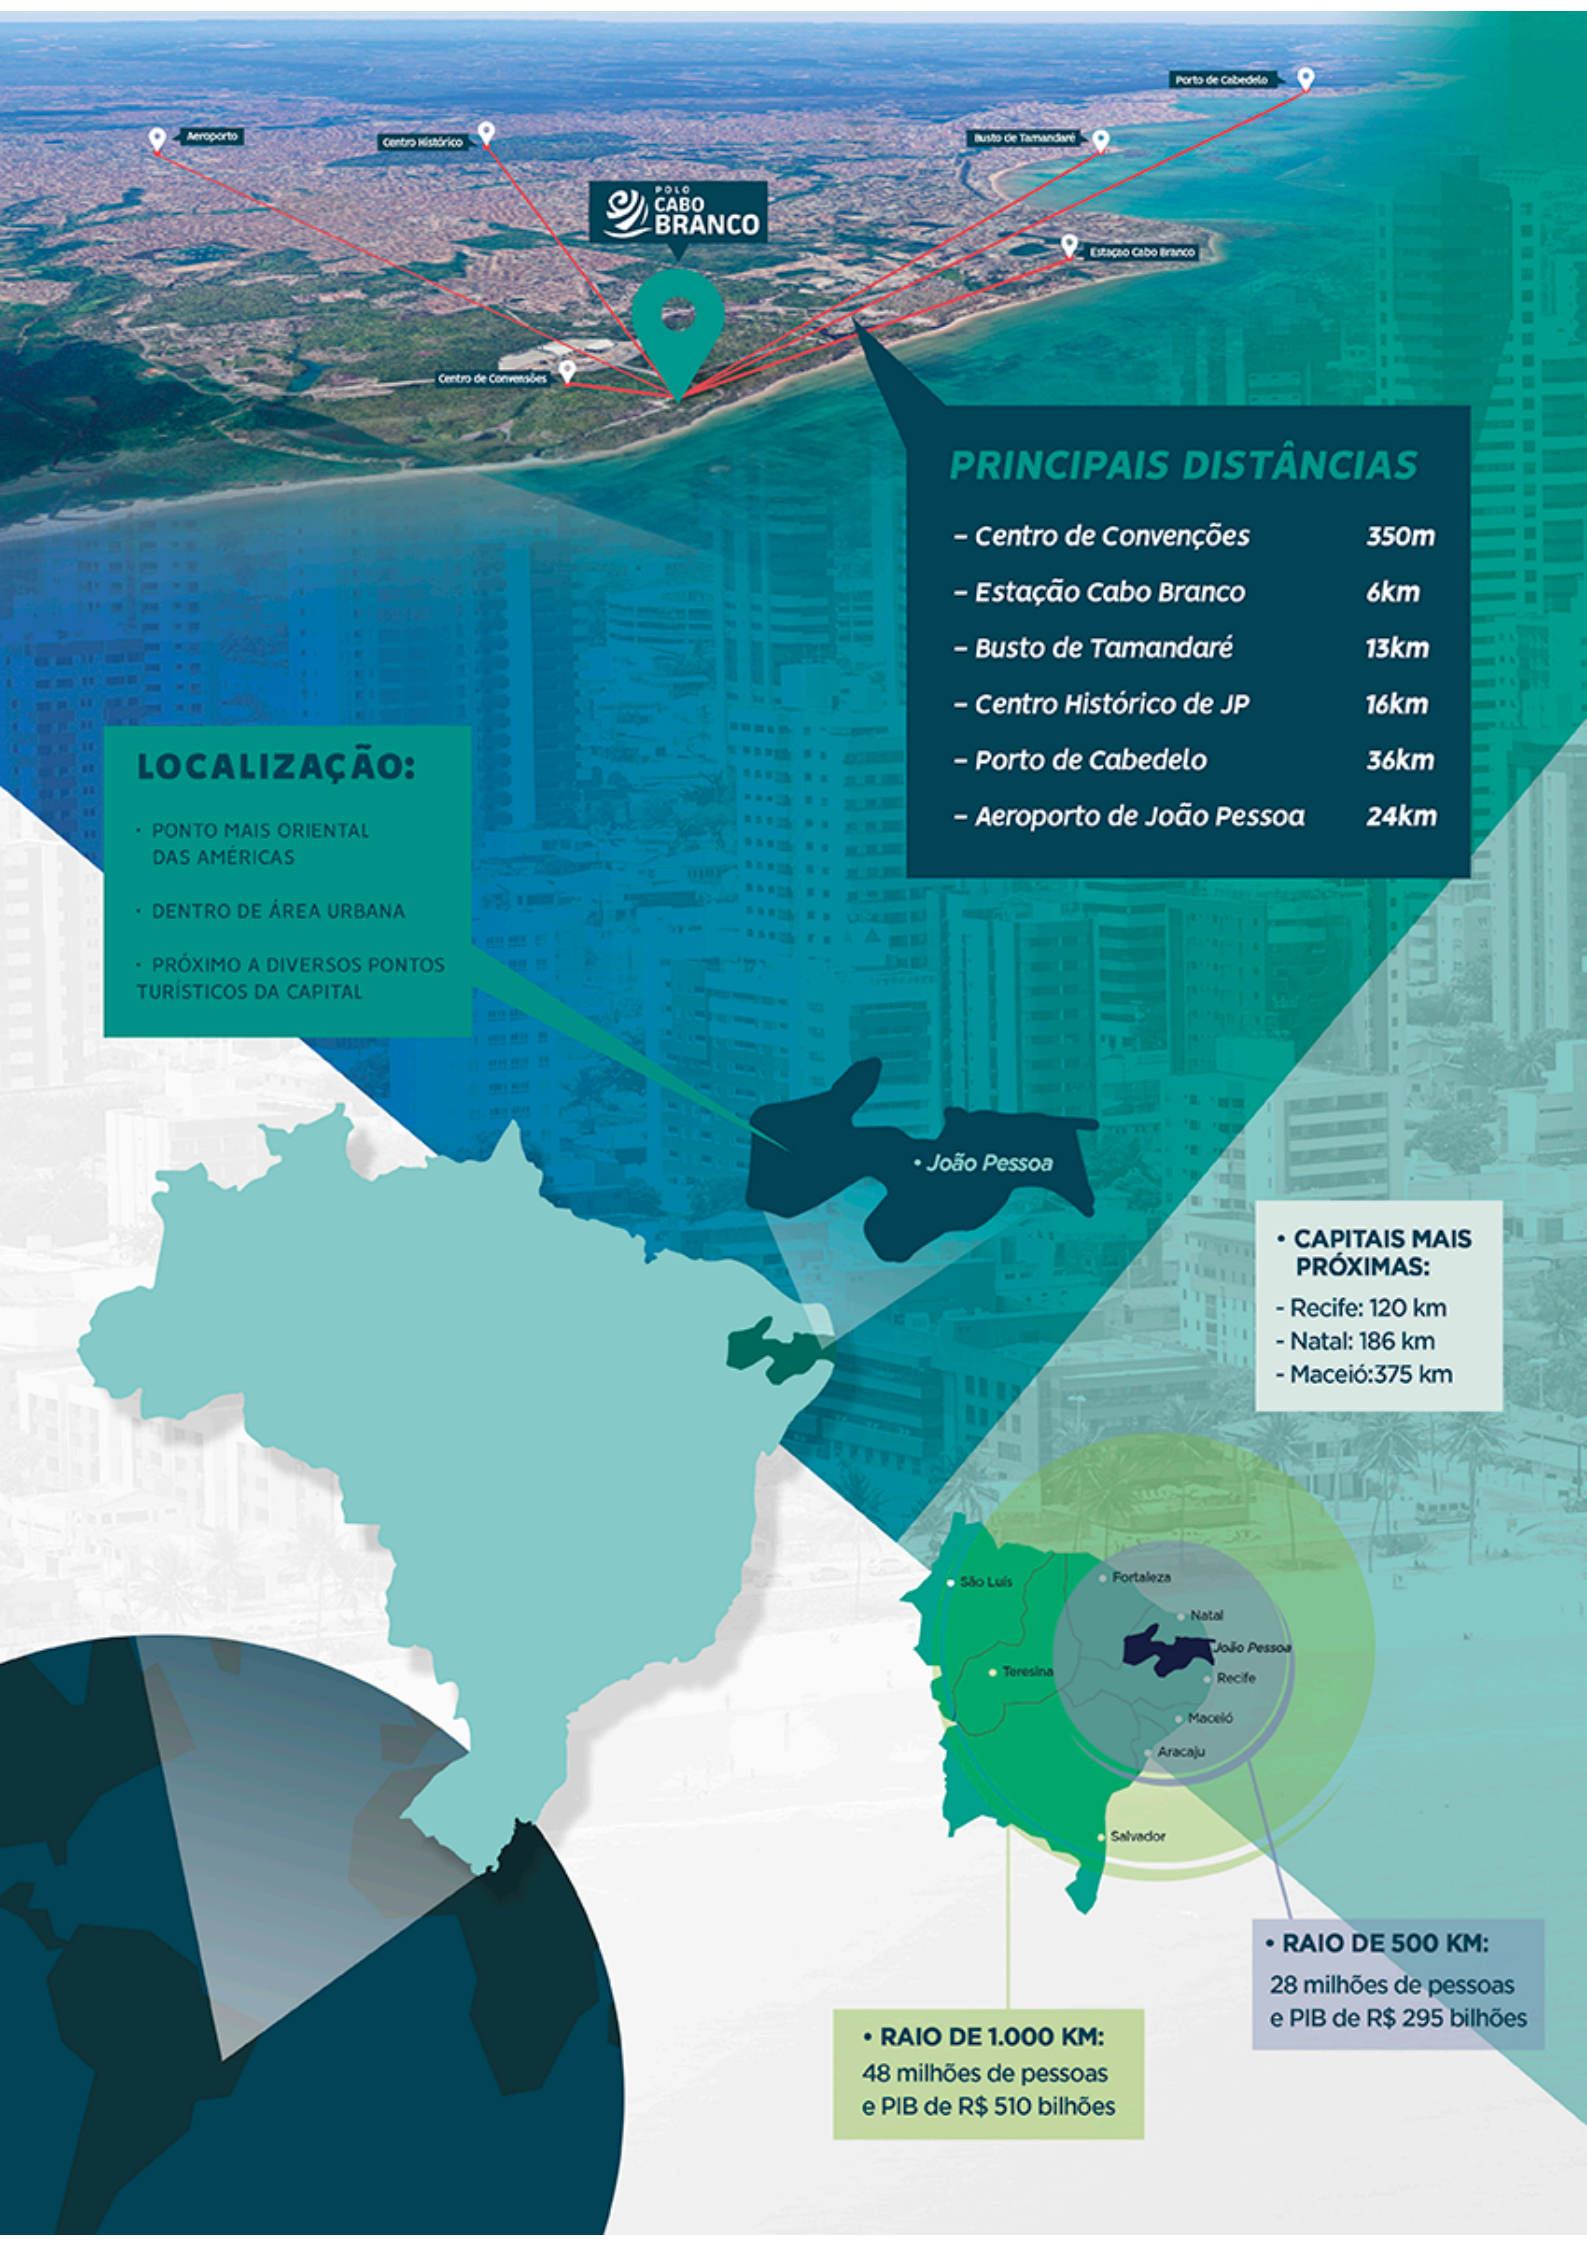 Porto de Cabedelo
Aeroporto
Centro Histórico
Busto de Tamandaré
POLO
CABO
BRANCO
Estação Cabo Branco
Centro de Convensões
PRINCIPAIS DISTÂNCIAS
– Centro de Convenções 350m
– Estação Cabo Branco 6km
– Busto de Tamandaré 13km
– Centro Histórico de JP 16km
– Porto de Cabedelo 36km
– Aeroporto de João Pessoa 24km
LOCALIZAÇÃO:
· PONTO MAIS ORIENTAL
DAS AMÉRICAS
· DENTRO DE ÁREA URBANA
· PRÓXIMO A DIVERSOS PONTOS
TURÍSTICOS DA CAPITAL
• João Pessoa
• CAPITAIS MAIS
PRÓXIMAS:
- Recife: 120 km
- Natal: 186 km
- Maceió:375 km
São Luís
Fortaleza
Natal
João Pessoa
Teresina
Recife
Maceió
Aracaju
Salvador
• RAIO DE 500 KM:
28 milhões de pessoas
e PIB de R$ 295 bilhões
• RAIO DE 1.000 KM:
48 milhões de pessoas
e PIB de R$ 510 bilhões